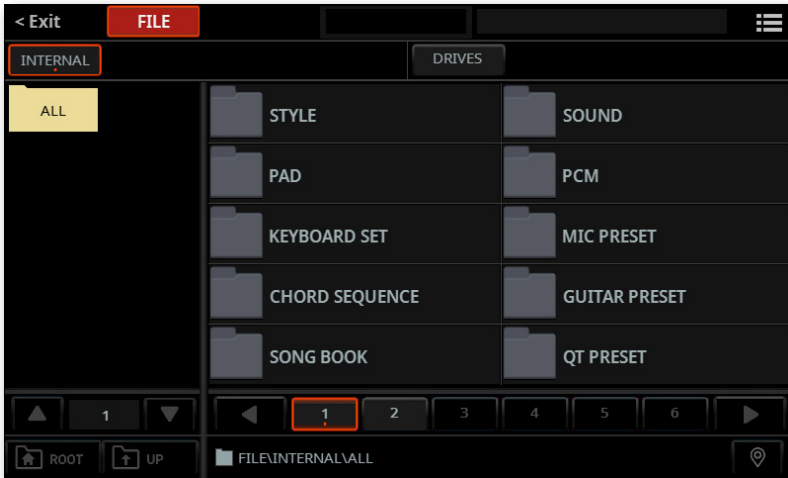 < Exit FILE
INTERNAL DRIVES
ALL
STYLE SOUND
PAD PCM
KEYBOARD SET MIC PRESET
CHORD SEQUENCE GUITAR PRESET
SONG BOOK QT PRESET
1 1 2 3 4 5 6
ROOT UP FILE\INTERNAL\ALL